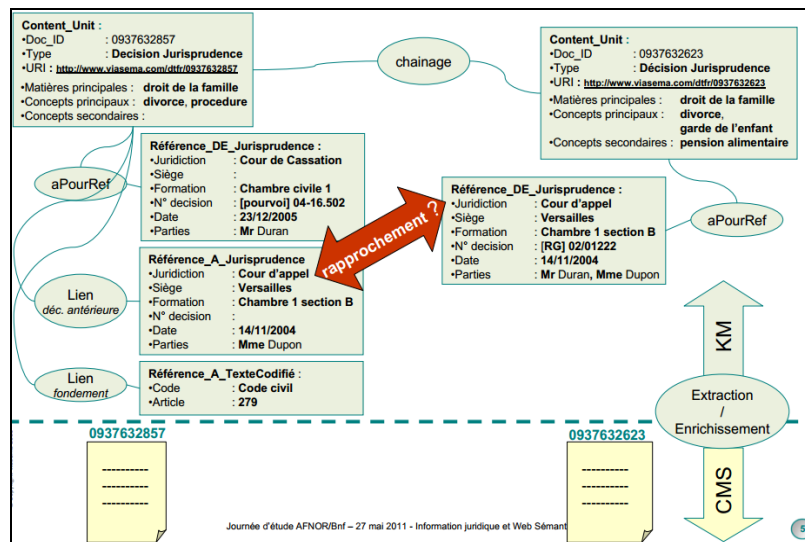 Content_Unit :
•Doc_ID : 0937632857
•Type : Decision Jurisprudence
•URI : http://www.viasema.com/dtfr/0937632857
•Matières principales : droit de la famille
•Concepts principaux : divorce, procedure
•Concepts secondaires :
chainage
Content_Unit :
•Doc_ID : 0937632623
•Type : Décision Jurisprudence
•URI : http://www.viasema.com/dtfr/0937632623
•Matières principales : droit de la famille
•Concepts principaux : divorce,
garde de l'enfant
•Concepts secondaires : pension alimentaire
aPourRef
Référence_DE_Jurisprudence :
•Juridiction : Cour de Cassation
•Siège :
•Formation : Chambre civile 1
•N° decision : [pourvoi] 04-16.502
•Date : 23/12/2005
•Parties : Mr Duran
rapprochement ?
Référence_DE_Jurisprudence :
•Juridiction : Cour d'appel
•Siège : Versailles
•Formation : Chambre 1 section B
•N° decision : [RG] 02/01222
•Date : 14/11/2004
•Parties : Mr Duran, Mme Dupon
aPourRef
Lien
déc. antérieure
Référence_A_Jurisprudence
•Juridiction : Cour d'appel
•Siège : Versailles
•Formation : Chambre 1 section B
•N° decision :
•Date : 14/11/2004
•Parties : Mme Dupon
Lien
fondement
Référence_A_TexteCodifié :
•Code : Code civil
•Article : 279
KM
Extraction
/
Enrichissement
CMS
0937632857
0937632623
Journée d'étude AFNOR/Bnf – 27 mai 2011 - Information juridique et Web Sémant
5